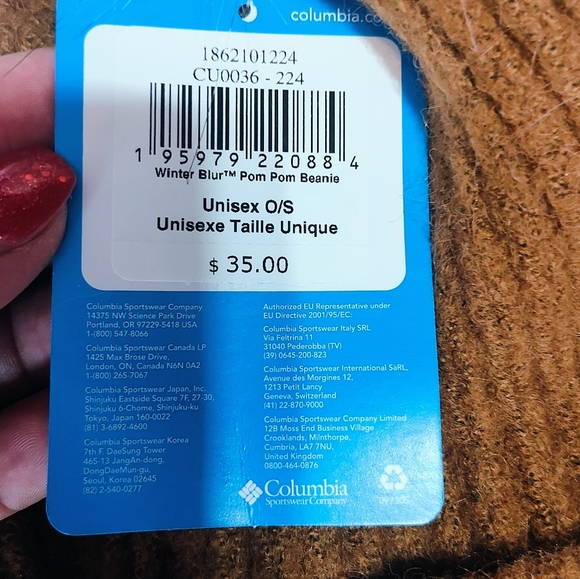 columbia.co
1862101224
CU0036 - 224
1 95979 22088 4
Winter Blur™ Pom Pom Beanie
Unisex O/S
Unisexe Taille Unique
$ 35.00
Columbia Sportswear Company
14375 NW Science Park Drive
Portland, OR 97229-5418 USA
1-(800) 547-8066
Columbia Sportswear Canada LP
1425 Max Brose Drive,
London, ON, Canada N6N 0A2
1-(800) 265-7067
Columbia Sportswear Japan, Inc.
Shinjuku Eastside Square 7F, 27-30,
Shinjuku 6-Chome, Shinjuku-ku
Tokyo, Japan 160-0022
(81) 3-6892-4600
Columbia Sportswear Korea
7th F. DaeSung Tower
465-13 JangAn-dong,
DongDaeMun-gu,
Seoul, Korea 02645
(82) 2-540-0277
Authorized EU Representative under
EU Directive 2001/95/EC:
Columbia Sportswear Italy SRL
Via Feltrina 11
31040 Pederobba (TV)
(39) 0645-200-823
Columbia Sportswear International SàRL,
Avenue des Morgines 12,
1213 Petit Lancy
Geneva, Switzerland
(41) 22-870-9000
Columbia Sportswear Company Limited
12B Moss End Business Village
Crooklands, Milnthorpe,
Cumbria, LA7 7NU,
United Kingdom
0800-464-0876
Columbia
Sportswear Company